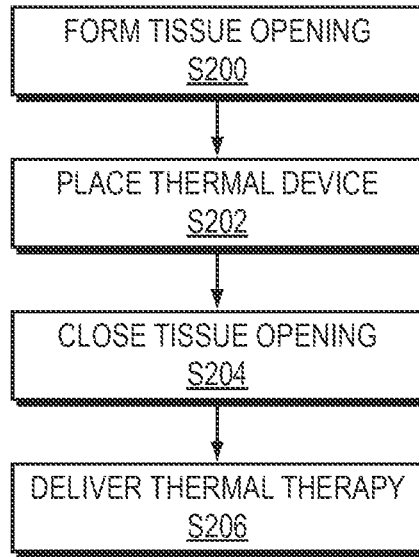 FORM TISSUE OPENING
S200
PLACE THERMAL DEVICE
S202
CLOSE TISSUE OPENING
S204
DELIVER THERMAL THERAPY
S206